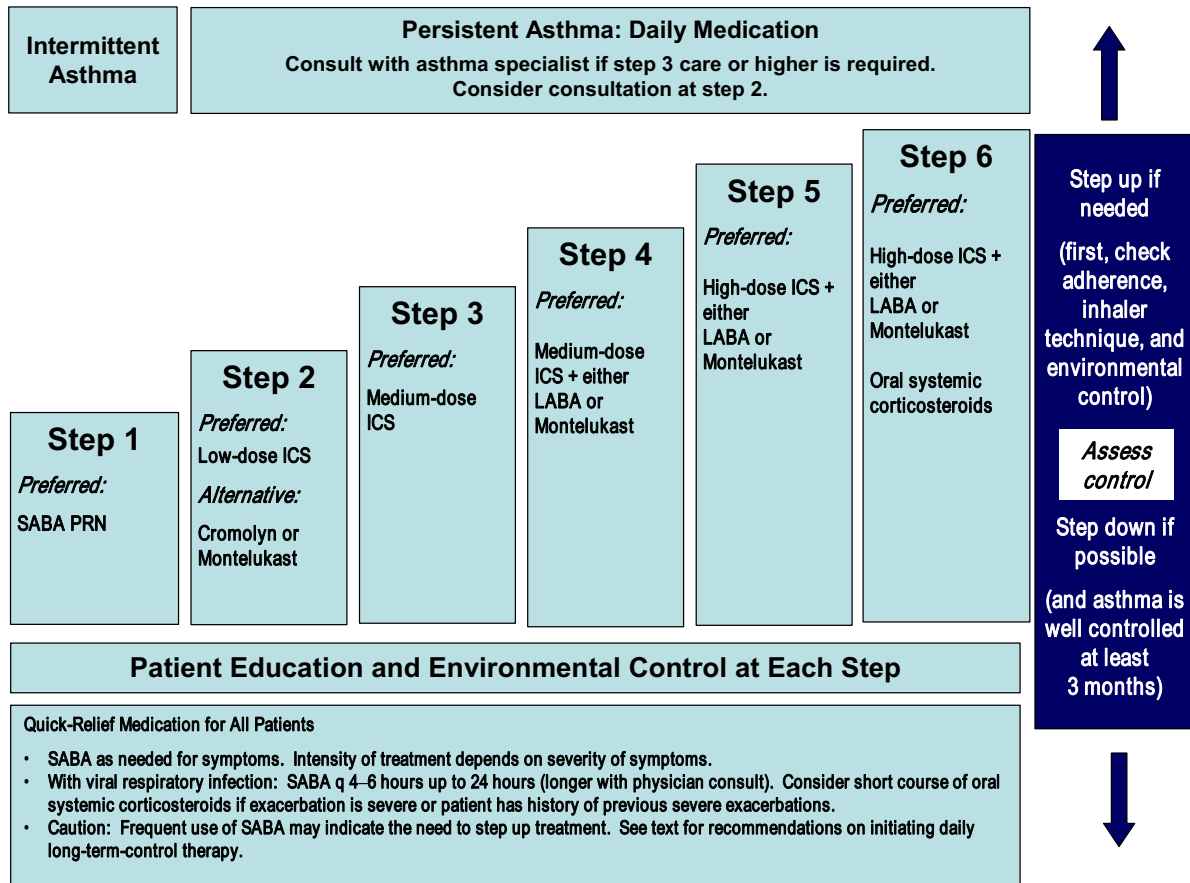 Intermittent
Asthma
Persistent Asthma: Daily Medication
Consult with asthma specialist if step 3 care or higher is required.
Consider consultation at step 2.
Step 1
Preferred:
SABA PRN
Step 2
Preferred:
Low-dose ICS
Alternative:
Cromolyn or
Montelukast
Step 3
Preferred:
Medium-dose
ICS
Step 4
Preferred:
Medium-dose
ICS + either
LABA or
Montelukast
Step 5
Preferred:
High-dose ICS +
either
LABA or
Montelukast
Step 6
Preferred:
High-dose ICS +
either
LABA or
Montelukast
Oral systemic
corticosteroids
Step up if
needed
(first, check
adherence,
inhaler
technique, and
environmental
control)
Assess
control
Step down if
possible
(and asthma is
well controlled
at least
3 months)
Patient Education and Environmental Control at Each Step
Quick-Relief Medication for All Patients
• SABA as needed for symptoms. Intensity of treatment depends on severity of symptoms.
• With viral respiratory infection: SABA q 4–6 hours up to 24 hours (longer with physician consult). Consider short course of oral
systemic corticosteroids if exacerbation is severe or patient has history of previous severe exacerbations.
• Caution: Frequent use of SABA may indicate the need to step up treatment. See text for recommendations on initiating daily
long-term-control therapy.